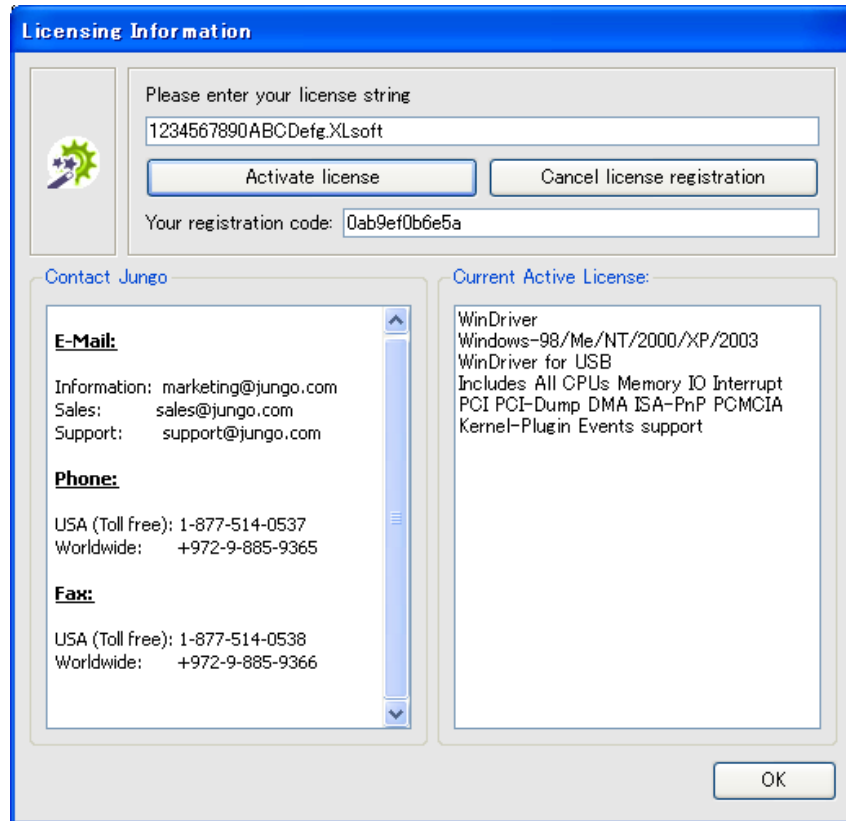 Licensing Information
Please enter your license string
1234567890ABCDefg.XLsoft
Activate license
Cancel license registration
Your registration code: 0ab9ef0b6e5a
Contact Jungo
E-Mail:
Information: marketing@jungo.com
Sales: sales@jungo.com
Support: support@jungo.com
Phone:
USA (Toll free): 1-877-514-0537
Worldwide: +972-9-885-9365
Fax:
USA (Toll free): 1-877-514-0538
Worldwide: +972-9-885-9366
Current Active License:
WinDriver
Windows-98/Me/NT/2000/XP/2003
WinDriver for USB
Includes All CPUs Memory IO Interrupt
PCI PCI-Dump DMA ISA-PnP PCMCIA
Kernel-Plugin Events support
OK